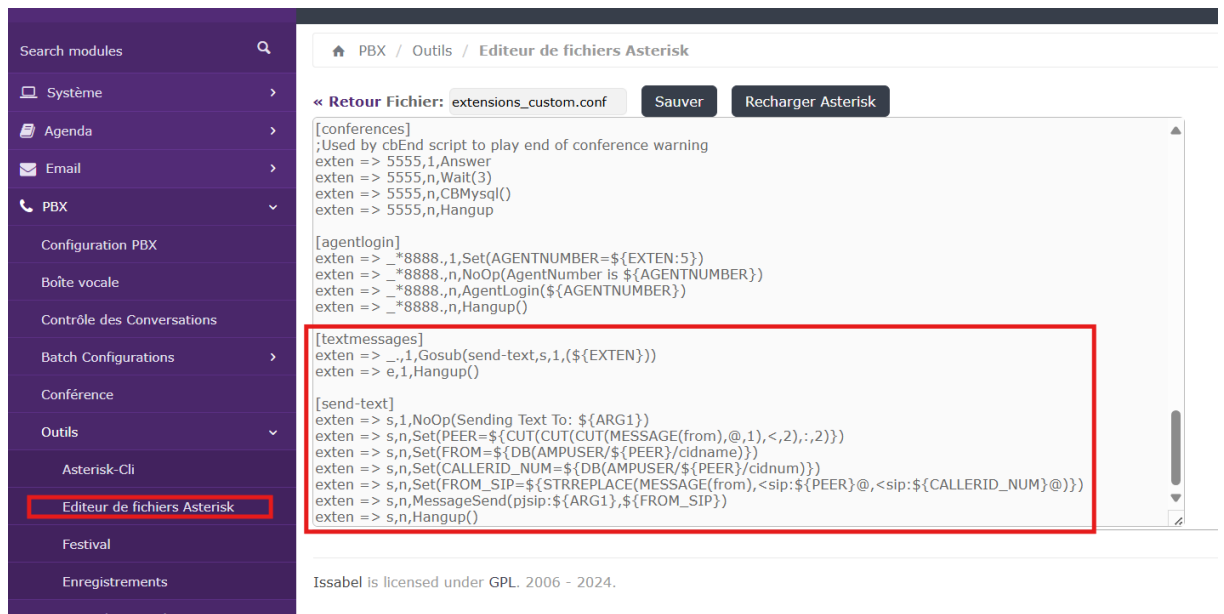 Search modules
Système
Agenda
Email
PBX
Configuration PBX
Boîte vocale
Contrôle des Conversations
Batch Configurations
Conférence
Outils
Asterisk-Cli
Editeur de fichiers Asterisk
Festival
Enregistrements
PBX / Outils / Editeur de fichiers Asterisk
« Retour Fichier: extensions_custom.conf Sauver Recharger Asterisk
[conferences]
;Used by cbEnd script to play end of conference warning
exten => 5555,1,Answer
exten => 5555,n,Wait(3)
exten => 5555,n,CBMysql()
exten => 5555,n,Hangup
[agentlogin]
exten => _*8888.,1,Set(AGENTNUMBER=${EXTEN:5})
exten => _*8888.,n,NoOp(AgentNumber is ${AGENTNUMBER})
exten => _*8888.,n,AgentLogin(${AGENTNUMBER})
exten => _*8888.,n,Hangup()
[textmessages]
exten => _.,1,Gosub(send-text,s,1,(${EXTEN}))
exten => e,1,Hangup()
[send-text]
exten => s,1,NoOp(Sending Text To: ${ARG1})
exten => s,n,Set(PEER=${CUT(CUT(CUT(MESSAGE(from),@,1),<,2),:,2)})
exten => s,n,Set(FROM=${DB(AMPUSER/${PEER}/cidname)})
exten => s,n,Set(CALLERID_NUM=${DB(AMPUSER/${PEER}/cidnum)})
exten => s,n,Set(FROM_SIP=${STRREPLACE(MESSAGE(from),<sip:${PEER}@,<sip:${CALLERID_NUM}@)})
exten => s,n,MessageSend(pjsip:${ARG1},${FROM_SIP})
exten => s,n,Hangup()
Issabel is licensed under GPL. 2006 - 2024.